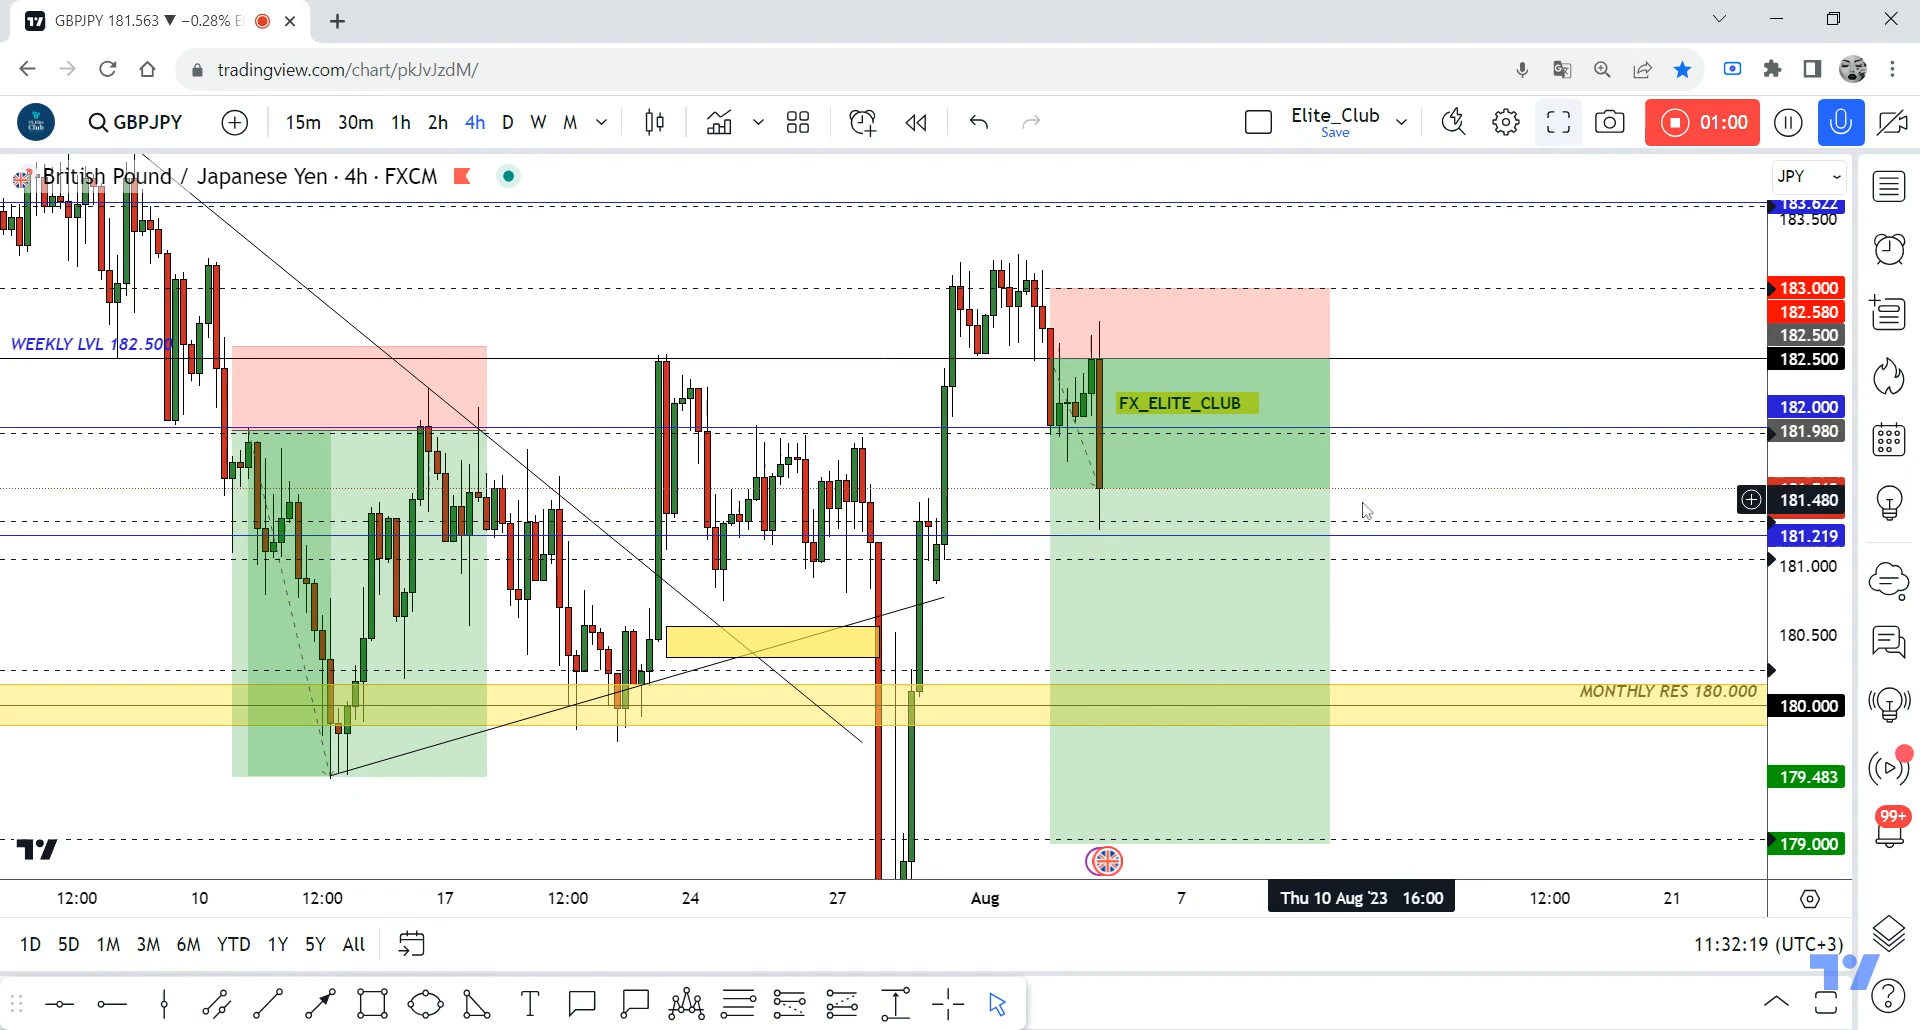 GBPJPY 181.563 ▼ −0.28%
tradingview.com/chart/pkJvJzdM/
GBPJPY
15m 30m 1h 2h 4h D W M
Elite_Club
Save
01:00
British Pound / Japanese Yen · 4h · FXCM
JPY
183.622
183.500
183.000
182.580
182.500
WEEKLY LVL 182.500
182.500
FX_ELITE_CLUB
182.000
181.980
181.480
181.219
181.000
180.500
MONTHLY RES 180.000
180.000
179.483
99+
179.000
12:00 10 12:00 17 12:00 24 27 Aug 7 Thu 10 Aug '23 16:00 12:00 21
1D 5D 1M 3M 6M YTD 1Y 5Y All
11:32:19 (UTC+3)